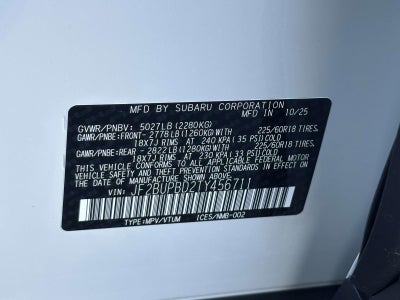 MFD BY SUBARU CORPORATION
MADE IN JAPAN 10/25
GVWR/PNBV: 5027LB (2280KG)
GAWR/PNBE:FRONT- 2778LB(1260KG)WITH 225/60R18 TIRES,
18X7J RIMS AT 240 KPA(35 PSI)COLD
GAWR/PNBE:REAR - 2822LB(1280KG)WITH 225/60R18 TIRES,
18X7J RIMS AT 230 KPA(33 PSI)COLD
THIS VEHICLE CONFORMS TO ALL APPLICABLE
FEDERAL MOTOR VEHICLE SAFETY
AND THEFT PREVENTION STANDARDS IN EFFECT ON
THE DATE OF MANUFACTURE SHOWN ABOVE.
VIN: JF2BUPBD2TY456711
TYPE:MPV/VTUM ICES/NMB-002